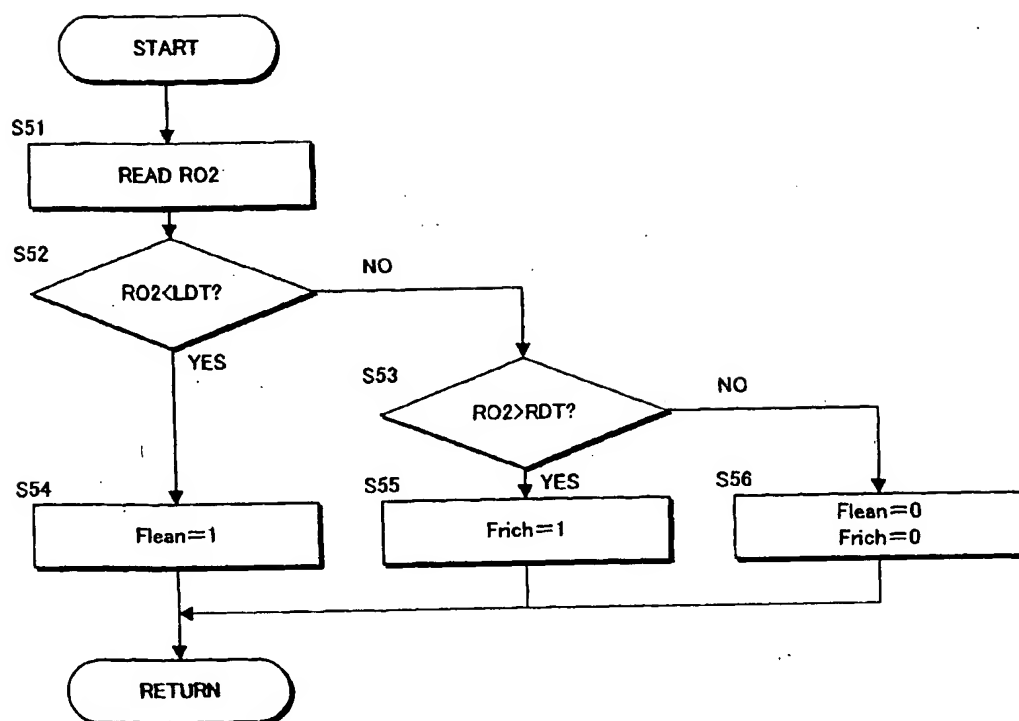 START
S51
READ RO2
S52
RO2<LDT?
NO
YES
S53
RO2>RDT?
NO
YES
S54
Flean=1
S55
Frich=1
S56
Flean=0
Frich=0
RETURN